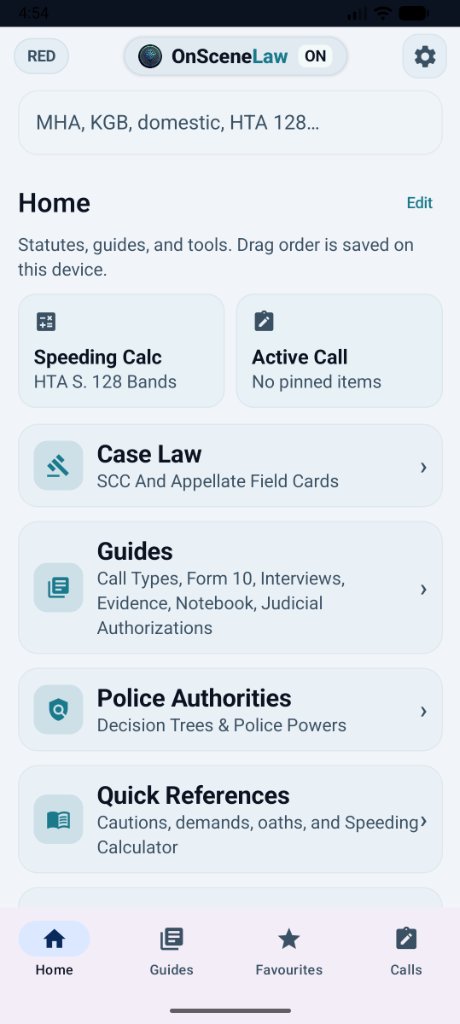 4:54
RED
OnSceneLaw ON
MHA, KGB, domestic, HTA 128…
Home
Edit
Statutes, guides, and tools. Drag order is saved on
this device.
Speeding Calc
HTA S. 128 Bands
Active Call
No pinned items
Case Law
SCC And Appellate Field Cards
Guides
Call Types, Form 10, Interviews,
Evidence, Notebook, Judicial
Authorizations
Police Authorities
Decision Trees & Police Powers
Quick References
Cautions, demands, oaths, and Speeding
Calculator
Home
Guides
Favourites
Calls